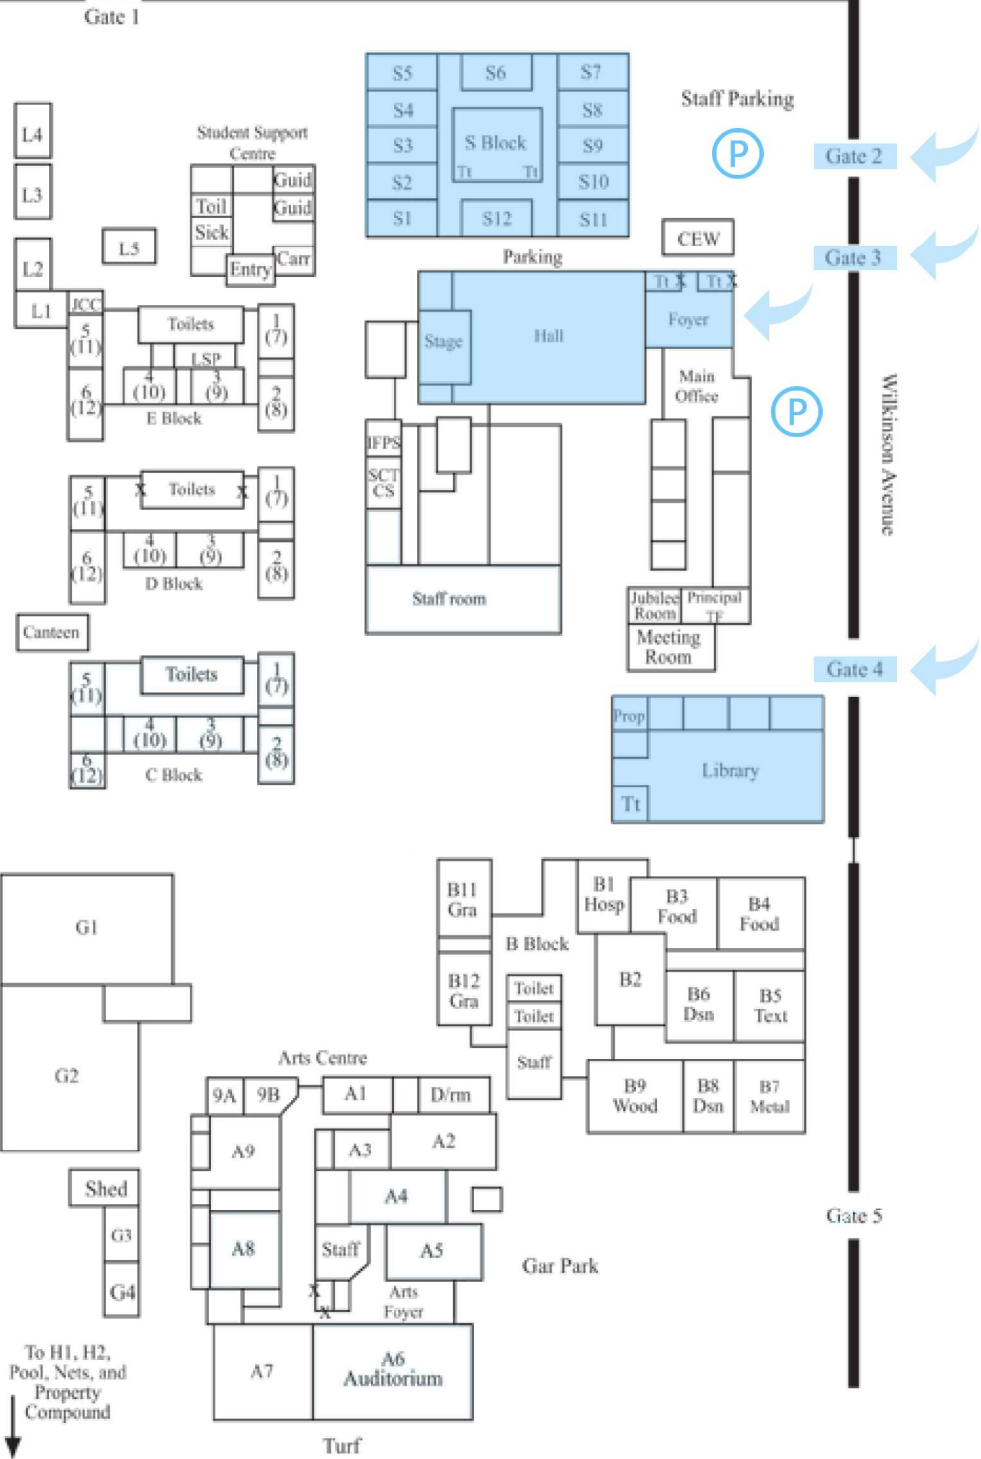 Gate 1
S5
S6
S7
Staff Parking
S4
S8
L4
Student Support
Centre
S3
S Block
S9
P
Gate 2
Tt
Tt
Guid
S2
S10
L3
Toil
Guid
S1
S12
S11
Sick
L5
CEW
Carr
Parking
Gate 3
L2
Entry
Tt X
Tt X
L1
JCC
Toilets
1
(7)
Foyer
5
(11)
Stage
Hall
LSP
Main
Office
4
(10)
3
(9)
2
(8)
6
(12)
E Block
P
Wilkinson Avenue
IFPS
SCT
CS
5
(11)
X
Toilets
X
1
(7)
4
(10)
3
(9)
6
(12)
2
(8)
D Block
Staff room
Jubilee
Room
Principal
TF
Canteen
Meeting
Room
Gate 4
5
(11)
Toilets
1
(7)
Prop
4
(10)
3
(9)
2
(8)
6
(12)
C Block
Library
Tt
B11
Gra
B1
Hosp
B3
Food
B4
Food
G1
B Block
B12
Gra
Toilet
B2
B6
Dsn
B5
Text
Toilet
Arts Centre
Staff
G2
9A
9B
A1
D/rm
B9
Wood
B8
Dsn
B7
Metal
A9
A3
A2
Shed
A4
Gate 5
G3
A8
Staff
A5
Gar Park
G4
X
X
Arts
Foyer
To H1, H2,
Pool, Nets, and
Property
Compound
A7
A6
Auditorium
Turf